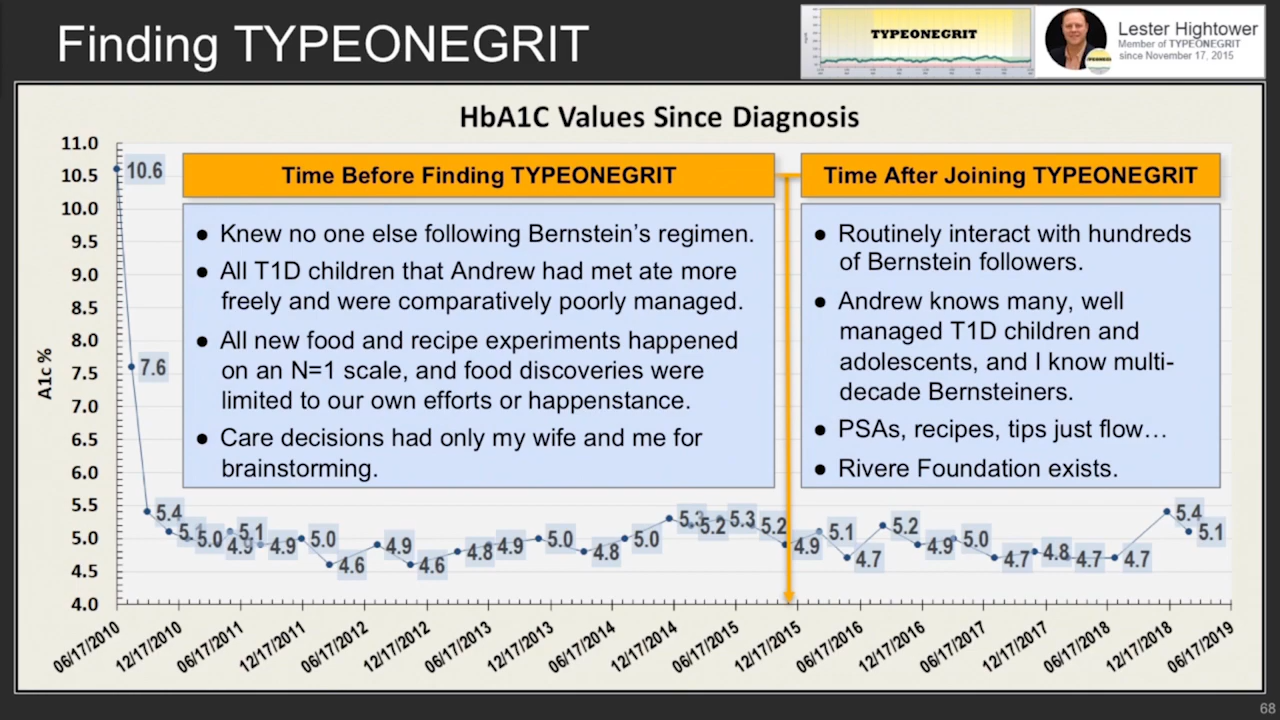 Finding TYPEONEGRIT
TYPEONEGRIT
Lester Hightower
Member of TYPEONEGRIT
since November 17, 2015
HbA1C Values Since Diagnosis
A1c %
11.0
10.5
10.0
9.5
9.0
8.5
8.0
7.5
7.0
6.5
6.0
5.5
5.0
4.5
4.0
Time Before Finding TYPEONEGRIT
● Knew no one else following Bernstein’s regimen.
● All T1D children that Andrew had met ate more
freely and were comparatively poorly managed.
● All new food and recipe experiments happened
on an N=1 scale, and food discoveries were
limited to our own efforts or happenstance.
● Care decisions had only my wife and me for
brainstorming.
Time After Joining TYPEONEGRIT
● Routinely interact with hundreds
of Bernstein followers.
● Andrew knows many, well
managed T1D children and
adolescents, and I know multi-
decade Bernsteiners.
● PSAs, recipes, tips just flow…
● Rivere Foundation exists.
10.6
7.6
5.4
5.1
5.0
4.9
5.1
4.9
5.0
4.6
4.9
4.6
4.8
4.9
5.0
4.8
5.0
5.3
5.2
5.3
5.2
4.9
5.1
4.7
5.2
4.9
5.0
4.7
4.8
4.7
4.7
5.4
5.1
06/17/2010
12/17/2010
06/17/2011
12/17/2011
06/17/2012
12/17/2012
06/17/2013
12/17/2013
06/17/2014
12/17/2014
06/17/2015
12/17/2015
06/17/2016
12/17/2016
06/17/2017
12/17/2017
06/17/2018
12/17/2018
06/17/2019
68